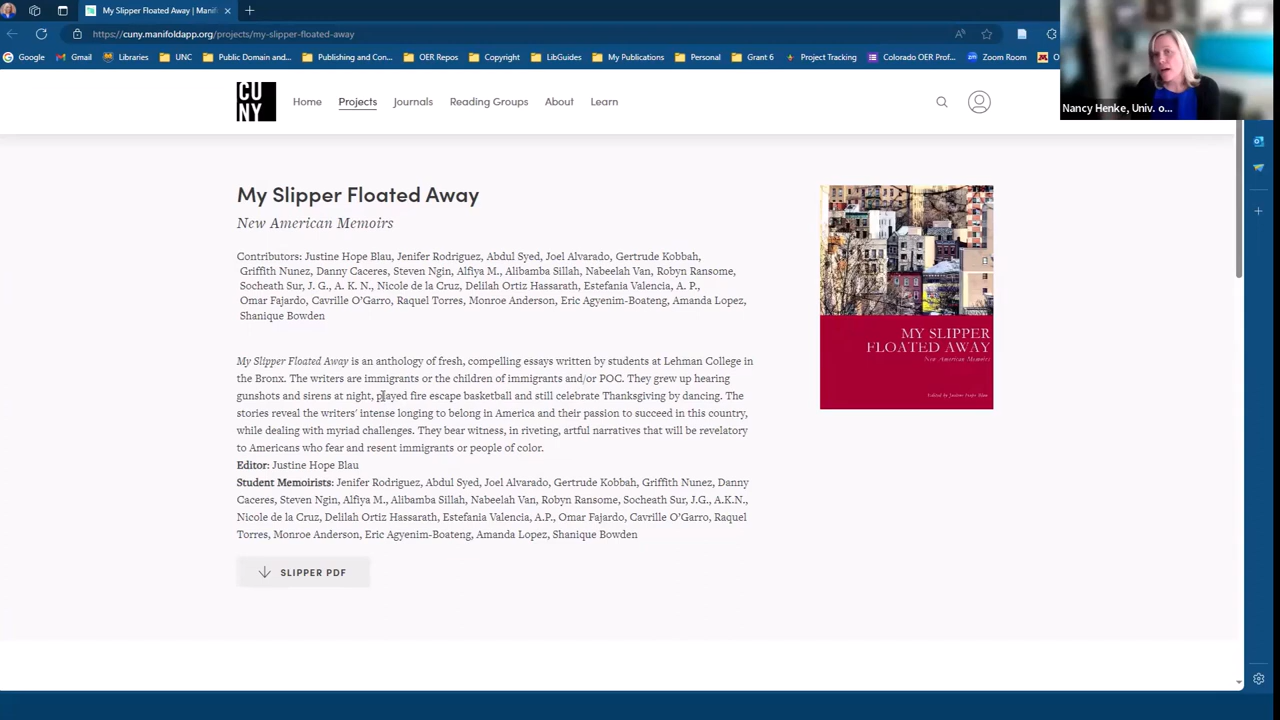 My Slipper Floated Away | Manif
https://cuny.manifoldapp.org/projects/my-slipper-floated-away
Google Gmail Libraries UNC Public Domain and... Publishing and Con... OER Repos Copyright LibGuides My Publications Grant 6 Project Tracking Colorado OER Prof... Zoom Room
Nancy Henke, Univ. o...
CU
NY
Home Projects Journals Reading Groups About Learn
My Slipper Floated Away
New American Memoirs
Contributors: Justine Hope Blau, Jenifer Rodriguez, Abdul Syed, Joel Alvarado, Gertrude Kobbah,
Griffith Nunez, Danny Caceres, Steven Ngin, Alfiya M., Alibamba Sillah, Nabeelah Van, Robyn Ransome,
Socheath Sur, J. G., A. K. N., Nicole de la Cruz, Delilah Ortiz Hassarath, Estefania Valencia, A. P.,
Omar Fajardo, Cavrille O'Garro, Raquel Torres, Monroe Anderson, Eric Agyenim-Boateng, Amanda Lopez,
Shanique Bowden
My Slipper Floated Away is an anthology of fresh, compelling essays written by students at Lehman College in
the Bronx. The writers are immigrants or the children of immigrants and/or POC. They grew up hearing
gunshots and sirens at night, played fire escape basketball and still celebrate Thanksgiving by dancing. The
stories reveal the writers' intense longing to belong in America and their passion to succeed in this country,
while dealing with myriad challenges. They bear witness, in riveting, artful narratives that will be revelatory
to Americans who fear and resent immigrants or people of color.
Editor: Justine Hope Blau
Student Memoirists: Jenifer Rodriguez, Abdul Syed, Joel Alvarado, Gertrude Kobbah, Griffith Nunez, Danny
Caceres, Steven Ngin, Alfiya M., Alibamba Sillah, Nabeelah Van, Robyn Ransome, Socheath Sur, J.G., A.K.N.,
Nicole de la Cruz, Delilah Ortiz Hassarath, Estefania Valencia, A.P., Omar Fajardo, Cavrille O'Garro, Raquel
Torres, Monroe Anderson, Eric Agyenim-Boateng, Amanda Lopez, Shanique Bowden
SLIPPER PDF
MY SLIPPER
FLOATED AWAY
New American Memoirs
Edited by Justine Hope Blau